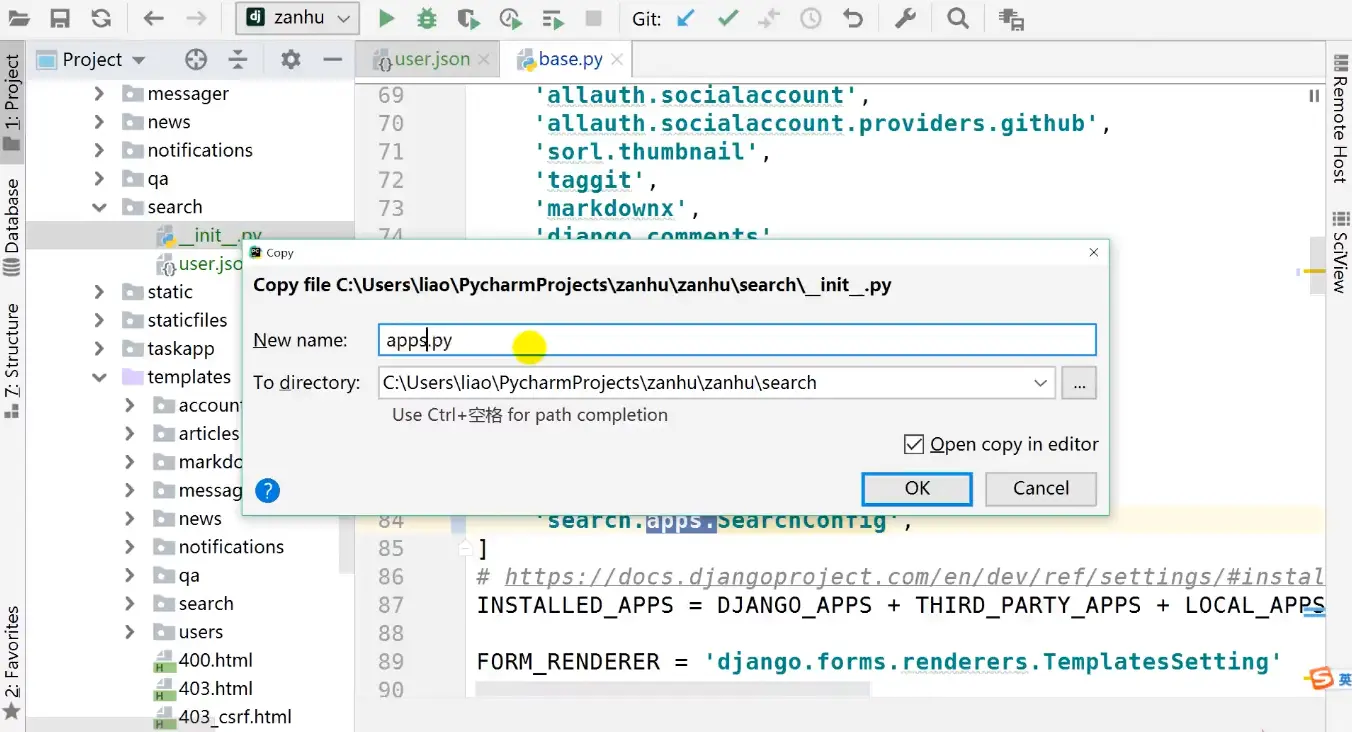 zanhu
Git:
1: Project
Database
7: Structure
2: Favorites
Project
messager
news
notifications
qa
search
__init__.py
user.jso
static
staticfiles
taskapp
templates
accoun
articles
markdo
messag
news
notifications
qa
search
users
400.html
403.html
403_csrf.html
user.json
base.py
69 'allauth.socialaccount',
70 'allauth.socialaccount.providers.github',
71 'sorl.thumbnail',
72 'taggit',
73 'markdownx',
74 'django_comments',
Copy
Copy file C:\Users\liao\PycharmProjects\zanhu\zanhu\search\__init__.py
New name: apps.py
To directory: C:\Users\liao\PycharmProjects\zanhu\zanhu\search
...
Use Ctrl+空格 for path completion
Open copy in editor
?
OK
Cancel
84 'search.apps.SearchConfig',
85 ]
86 # https://docs.djangoproject.com/en/dev/ref/settings/#instal
87 INSTALLED_APPS = DJANGO_APPS + THIRD_PARTY_APPS + LOCAL_APPS
88
89 FORM_RENDERER = 'django.forms.renderers.TemplatesSetting'
90
Remote Host
SciView
英